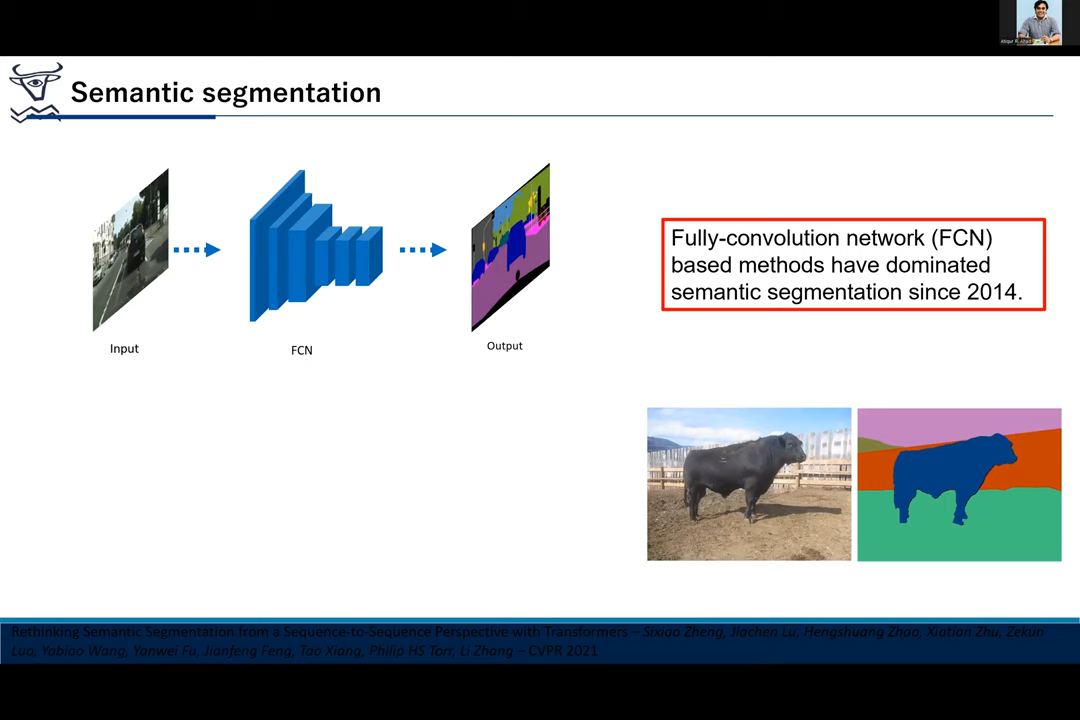 Atiqur R. Ahad
Semantic segmentation
Fully-convolution network (FCN)
based methods have dominated
semantic segmentation since 2014.
Input
FCN
Output
Rethinking Semantic Segmentation from a Sequence-to-Sequence Perspective with Transformers – Sixiao Zheng, Jiachen Lu, Hengshuang Zhao, Xiatian Zhu, Zekun
Luo, Yabiao Wang, Yanwei Fu, Jianfeng Feng, Tao Xiang, Philip HS Torr, Li Zhang – CVPR 2021